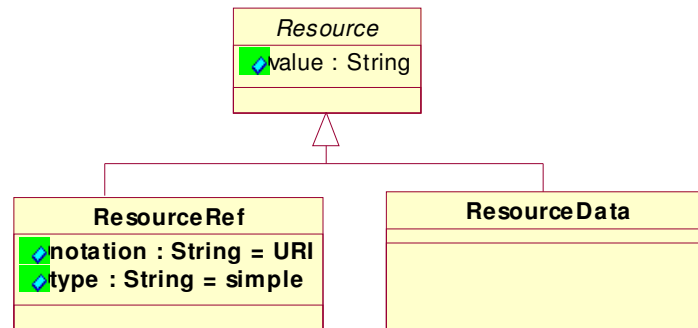 Resource
value : String
ResourceRef
notation : String = URI
type : String = simple
ResourceData